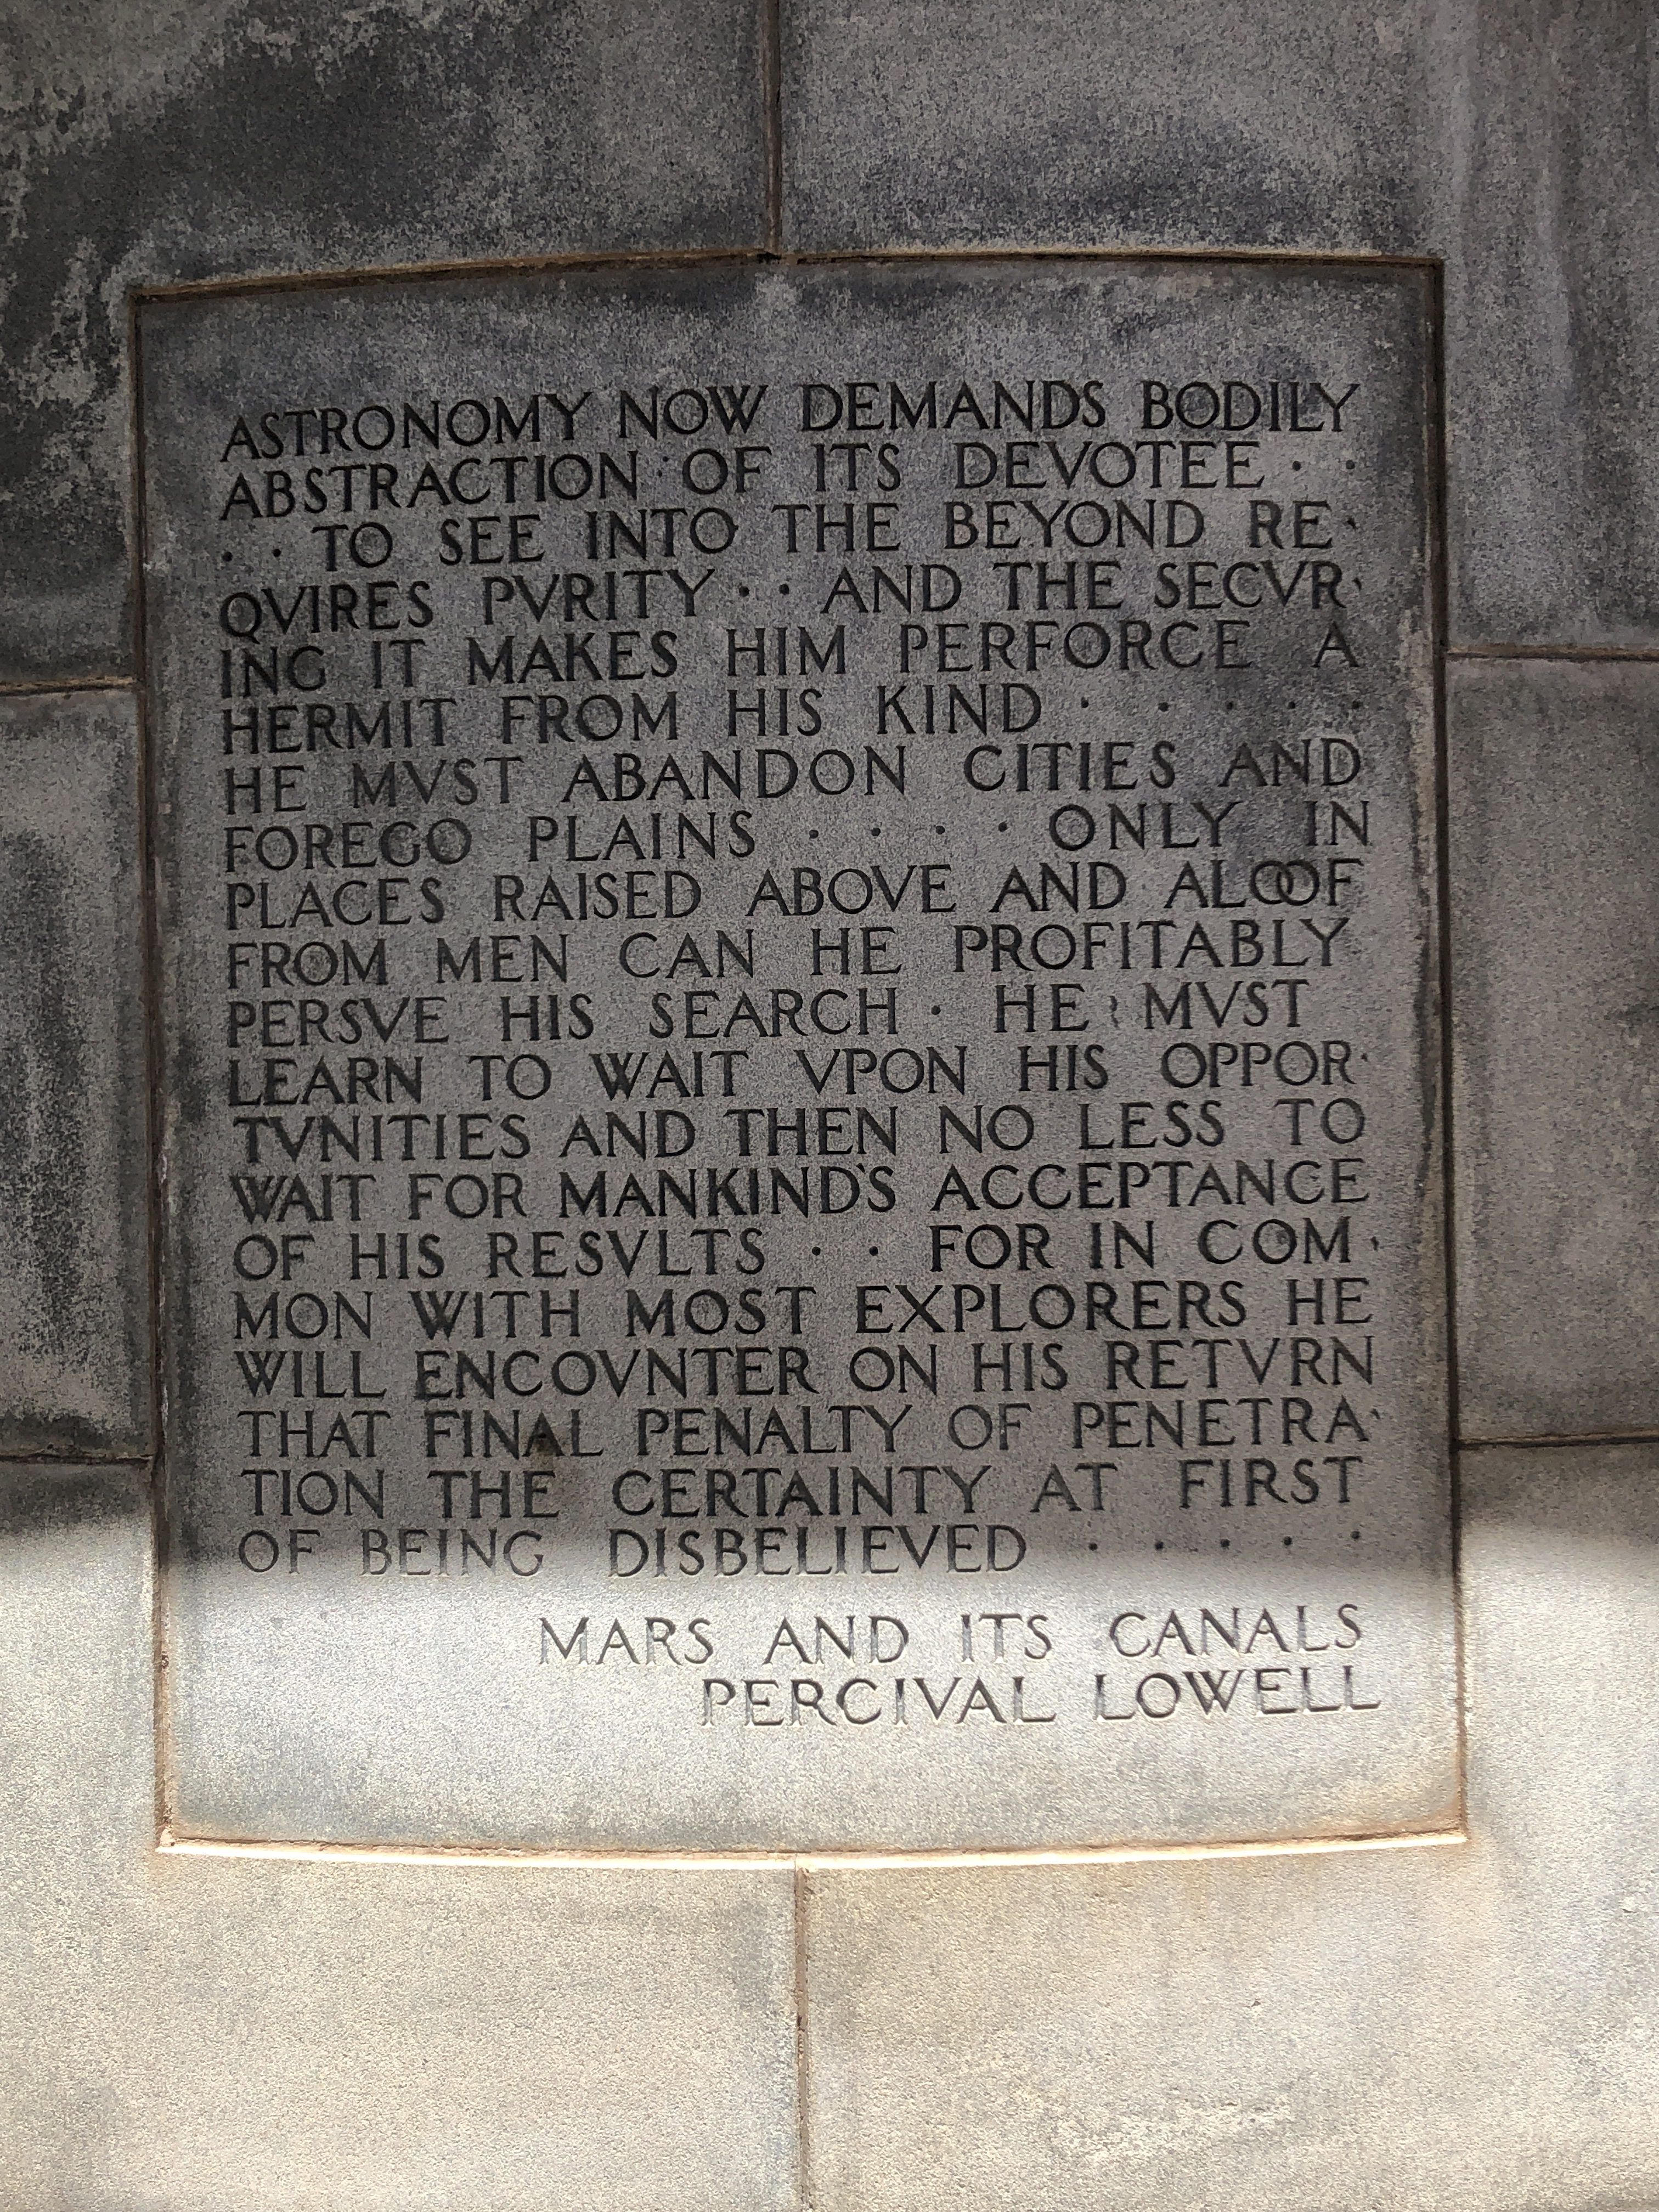 ASTRONOMY NOW DEMANDS BODILY
ABSTRACTION OF ITS DEVOTEE · ·
· · TO SEE INTO THE BEYOND RE·
QVIRES PVRITY · · AND THE SECVR·
ING IT MAKES HIM PERFORCE A
HERMIT FROM HIS KIND · · · · ·
HE MVST ABANDON CITIES AND
FOREGO PLAINS · · · · ONLY IN
PLACES RAISED ABOVE AND ALOOF
FROM MEN CAN HE PROFITABLY
PERSVE HIS SEARCH · HE MVST
LEARN TO WAIT VPON HIS OPPOR·
TVNITIES AND THEN NO LESS TO
WAIT FOR MANKIND'S ACCEPTANCE
OF HIS RESVLTS · · FOR IN COM·
MON WITH MOST EXPLORERS HE
WILL ENCOVNTER ON HIS RETVRN
THAT FINAL PENALTY OF PENETRA·
TION THE CERTAINTY AT FIRST
OF BEING DISBELIEVED · · · · ·
MARS AND ITS CANALS
PERCIVAL LOWELL